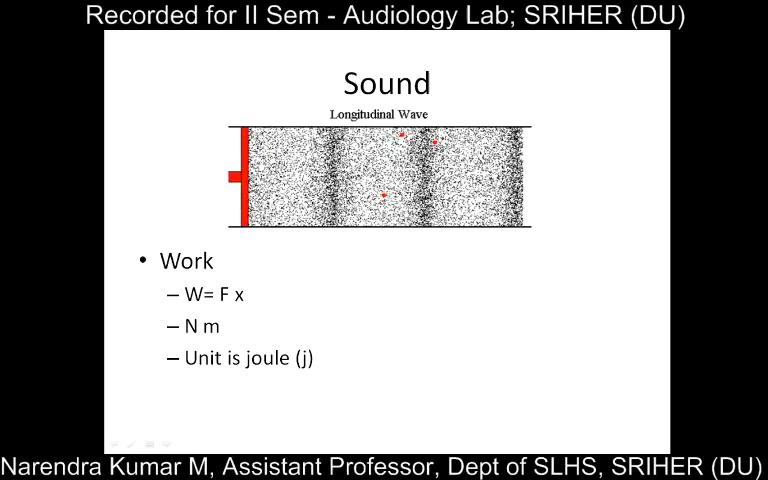 Recorded for II Sem - Audiology Lab; SRIHER (DU)
Sound
Longitudinal Wave
• Work
– W= F x
– N m
– Unit is joule (j)
Narendra Kumar M, Assistant Professor, Dept of SLHS, SRIHER (DU)